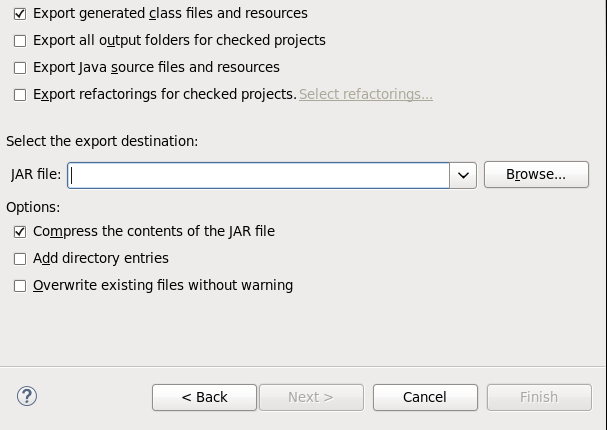 Export generated class files and resources
Export all output folders for checked projects
Export Java source files and resources
Export refactorings for checked projects. Select refactorings...
Select the export destination:
JAR file: Browse...
Options:
Compress the contents of the JAR file
Add directory entries
Overwrite existing files without warning
? < Back Next > Cancel Finish